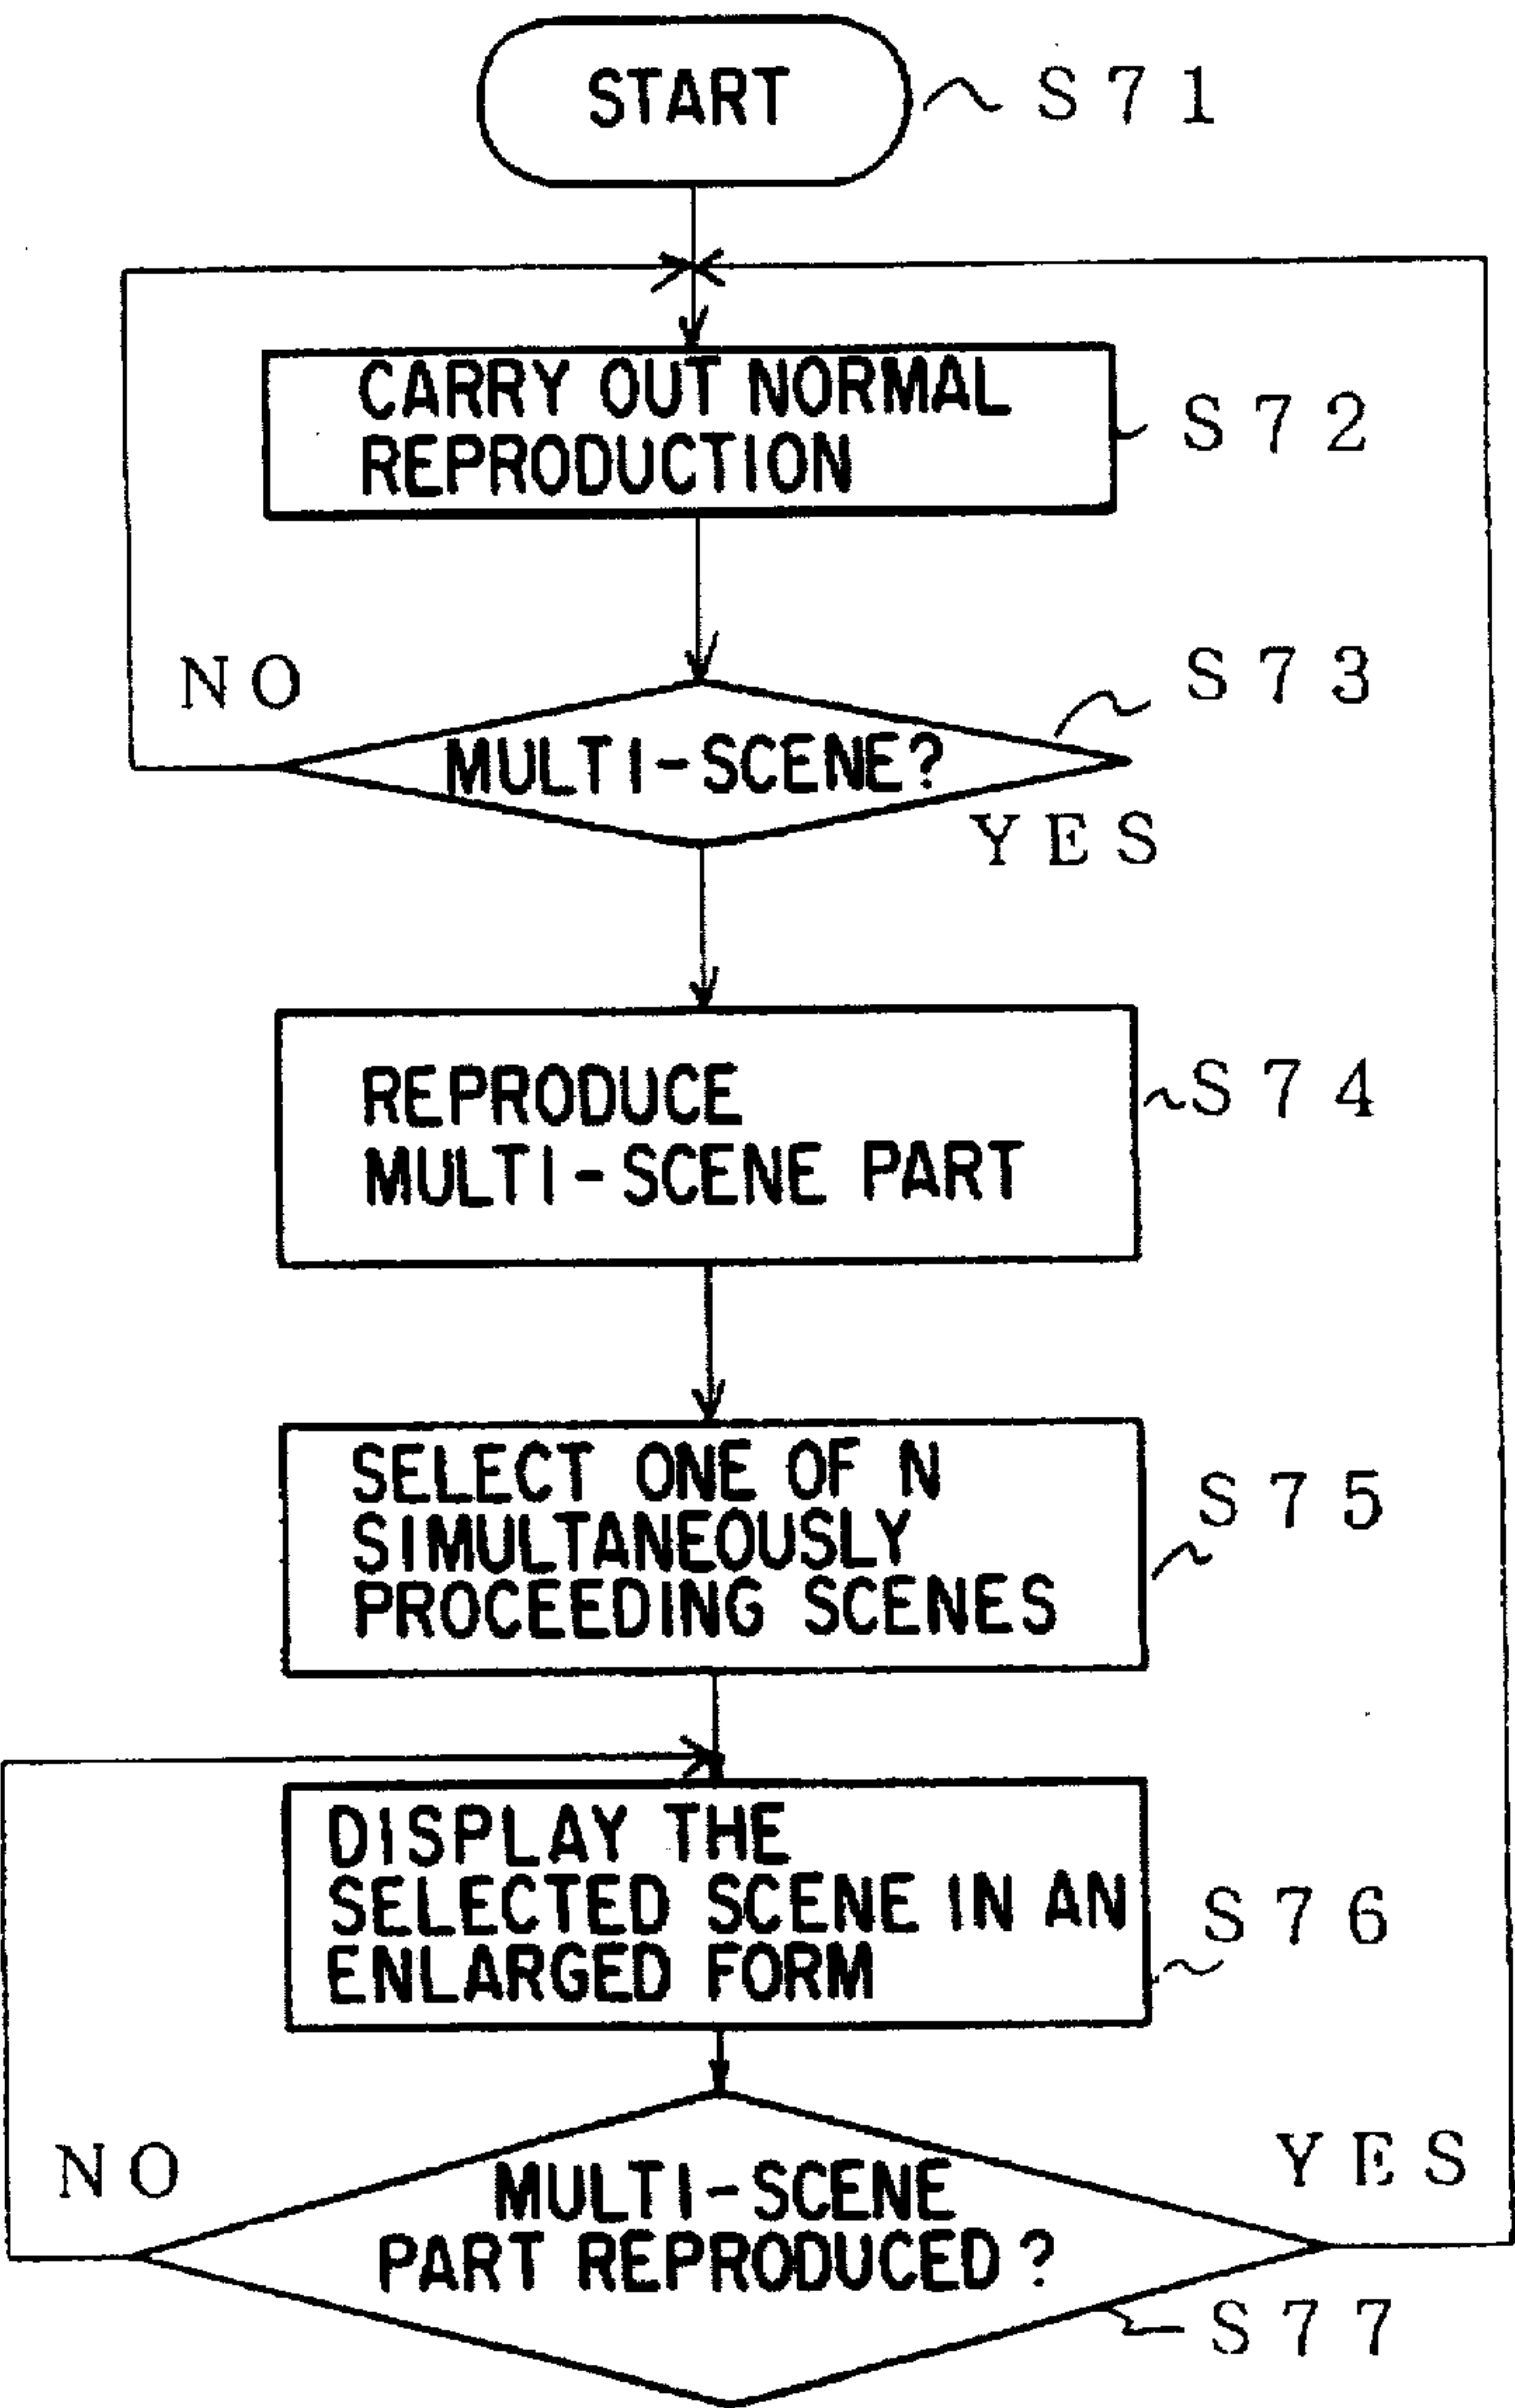 START
S71
CARRY OUT NORMAL
REPRODUCTION
S72
NO
S73
MULTI-SCENE?
YES
REPRODUCE
MULTI-SCENE PART
S74
SELECT ONE OF N
SIMULTANEOUSLY
PROCEEDING SCENES
S75
DISPLAY THE
SELECTED SCENE IN AN
ENLARGED FORM
S76
NO
YES
MULTI-SCENE
PART REPRODUCED?
S77